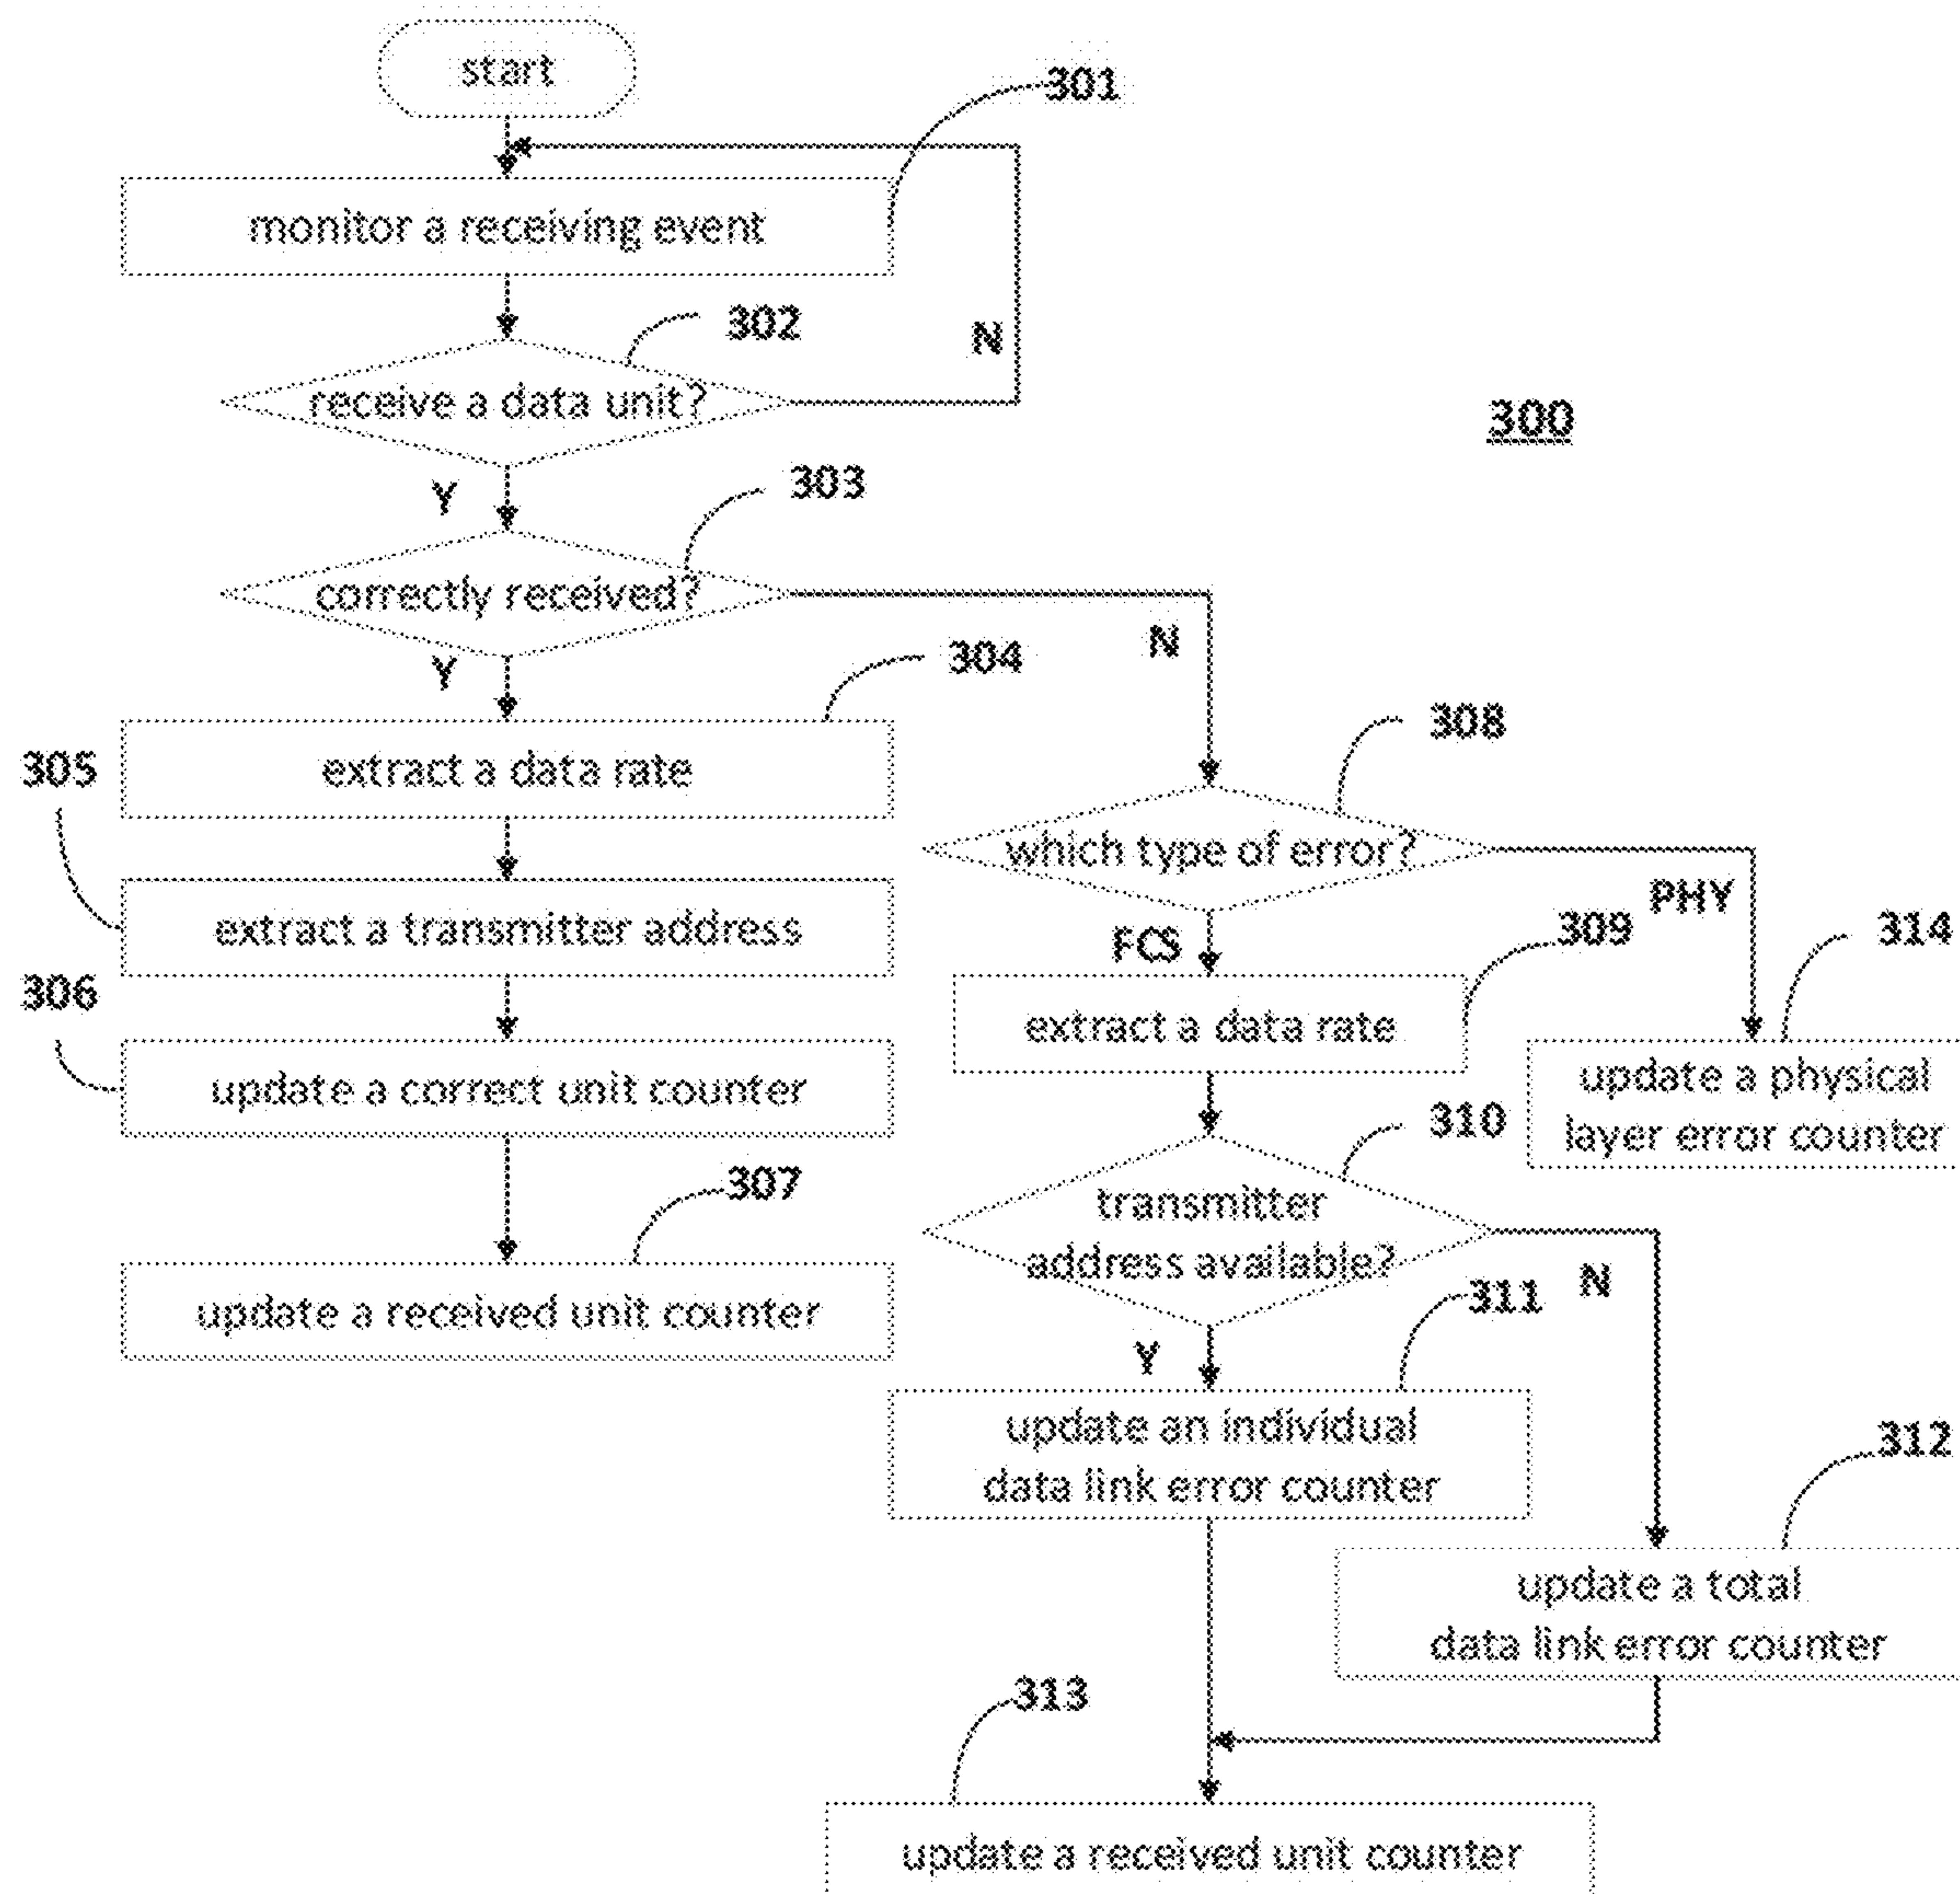 start
301
monitor a receiving event
302
N
receive a data unit?
300
Y
303
correctly received?
N
Y
304
308
305
extract a data rate
which type of error?
PHY
extract a transmitter address
FCS
309
314
306
extract a data rate
update a physical
layer error counter
update a correct unit counter
310
307
transmitter
address available?
N
311
update a received unit counter
Y
update an individual
data link error counter
312
update a total
data link error counter
313
update a received unit counter